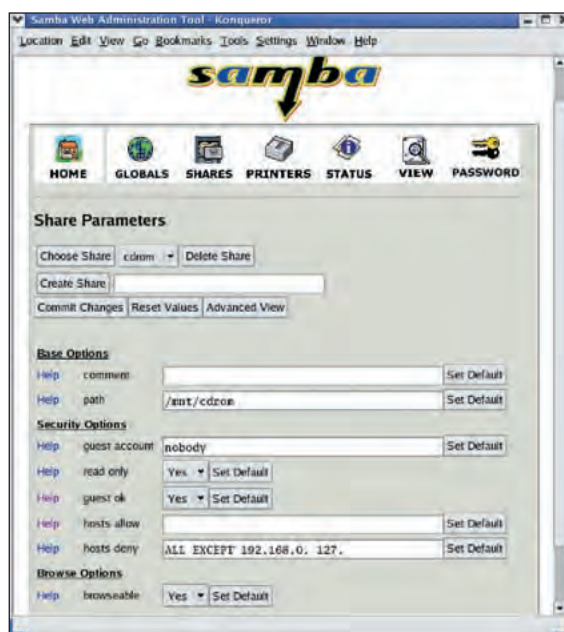 Samba Web Administration Tool - Konqueror
Location Edit View Go Bookmarks Tools Settings Window Help
samba
HOME GLOBALS SHARES PRINTERS STATUS VIEW PASSWORD
Share Parameters
Choose Share cdrom Delete Share
Create Share
Commit Changes Reset Values Advanced View
Base Options
Help comment Set Default
Help path /mnt/cdrom Set Default
Security Options
Help guest account nobody Set Default
Help read only Yes Set Default
Help guest ok Yes Set Default
Help hosts allow Set Default
Help hosts deny ALL EXCEPT 192.168.0. 127. Set Default
Browse Options
Help browseable Yes Set Default